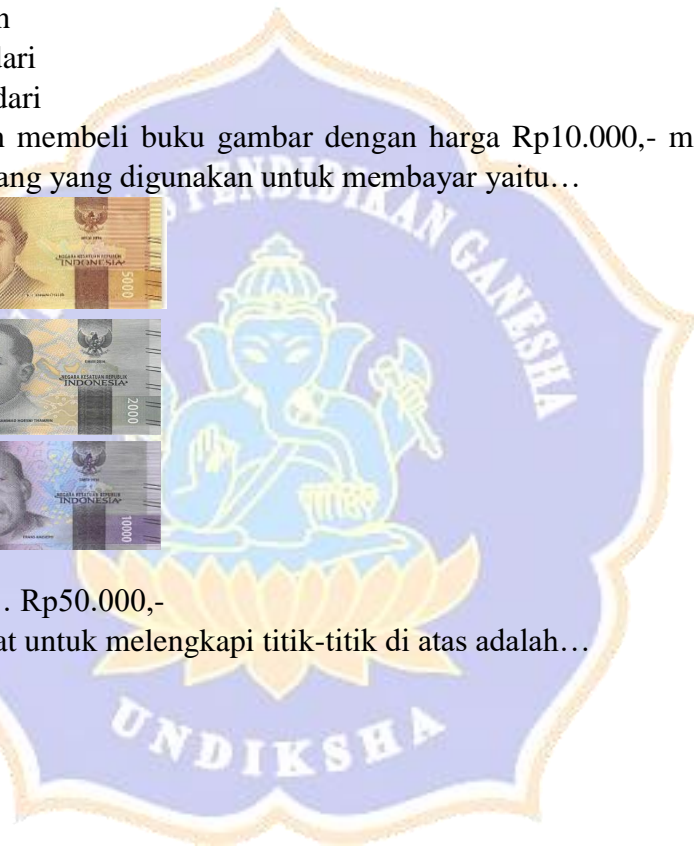 dari
dari
membeli buku gambar dengan harga Rp10.000,-
yang digunakan untuk membayar yaitu…
PENDIDIKAN GANESHA
NEGARA KESATUAN REPUBLIK
INDONESIA
5000
NEGARA KESATUAN REPUBLIK
INDONESIA
2000
NEGARA KESATUAN REPUBLIK
INDONESIA
10000
Rp50.000,-
untuk melengkapi titik-titik di atas adalah…
UNDIKSHA